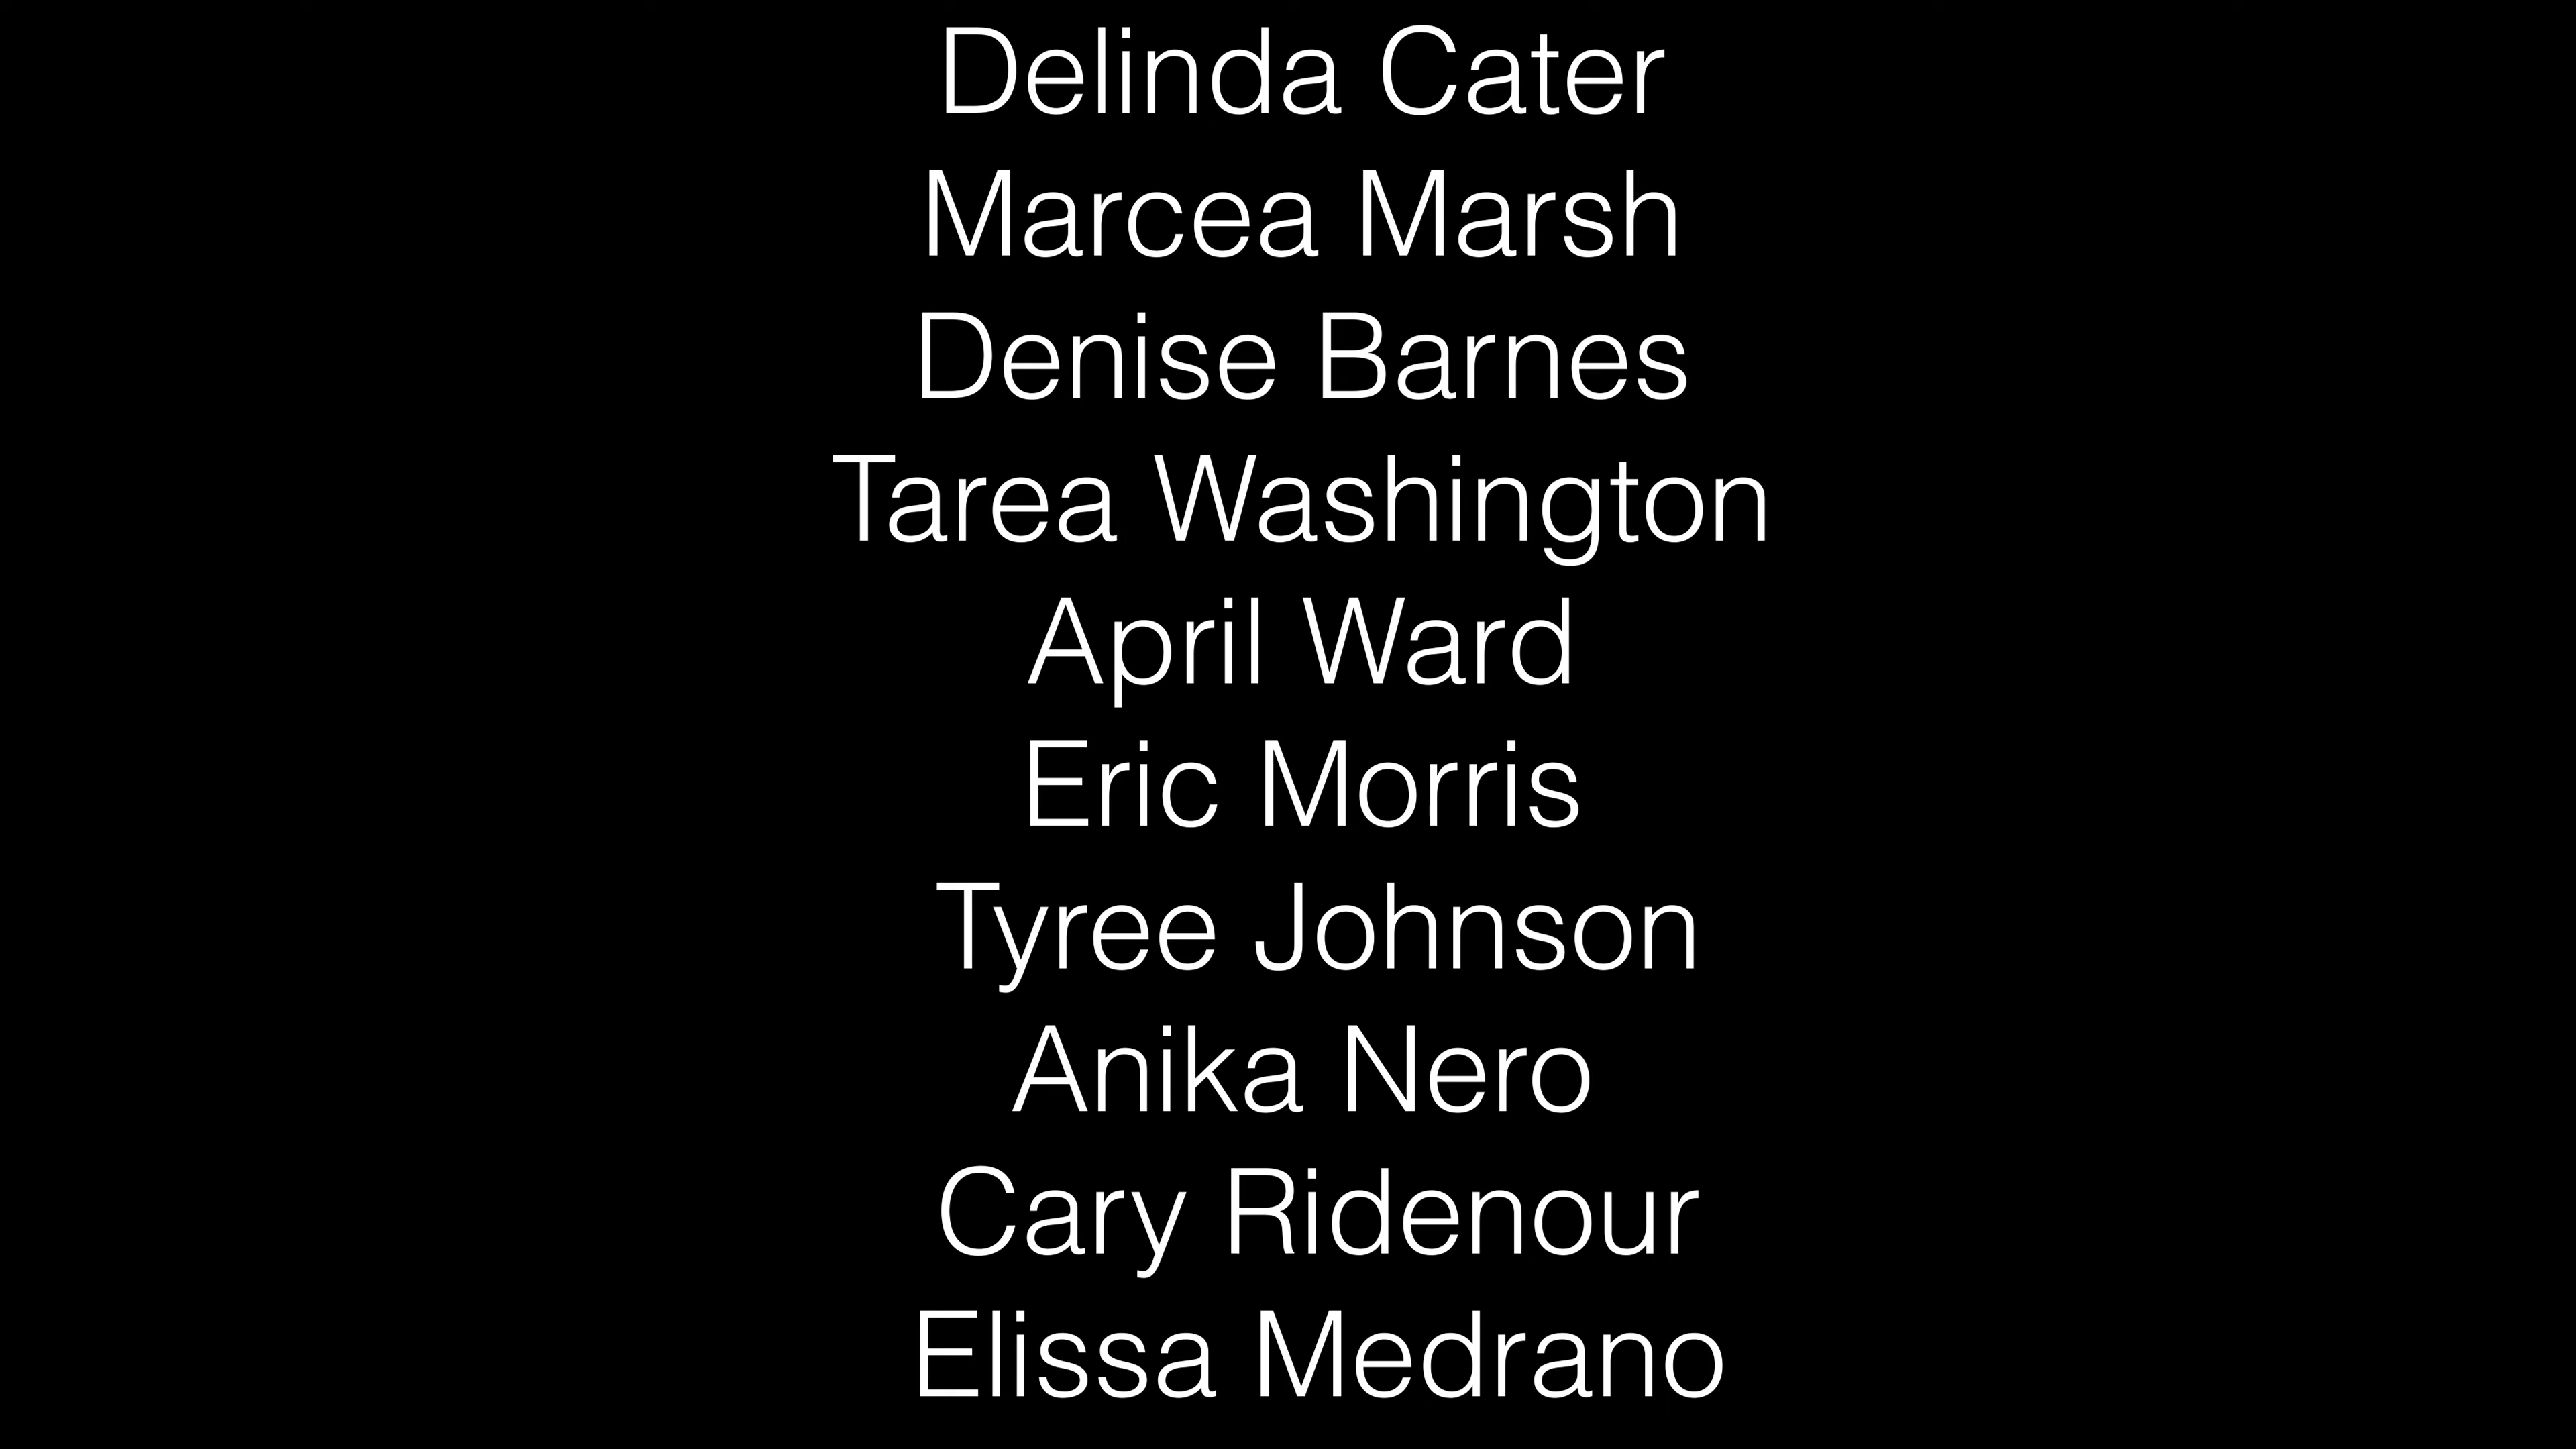 Delinda Cater
Marcea Marsh
Denise Barnes
Tarea Washington
April Ward
Eric Morris
Tyree Johnson
Anika Nero
Cary Ridenour
Elissa Medrano